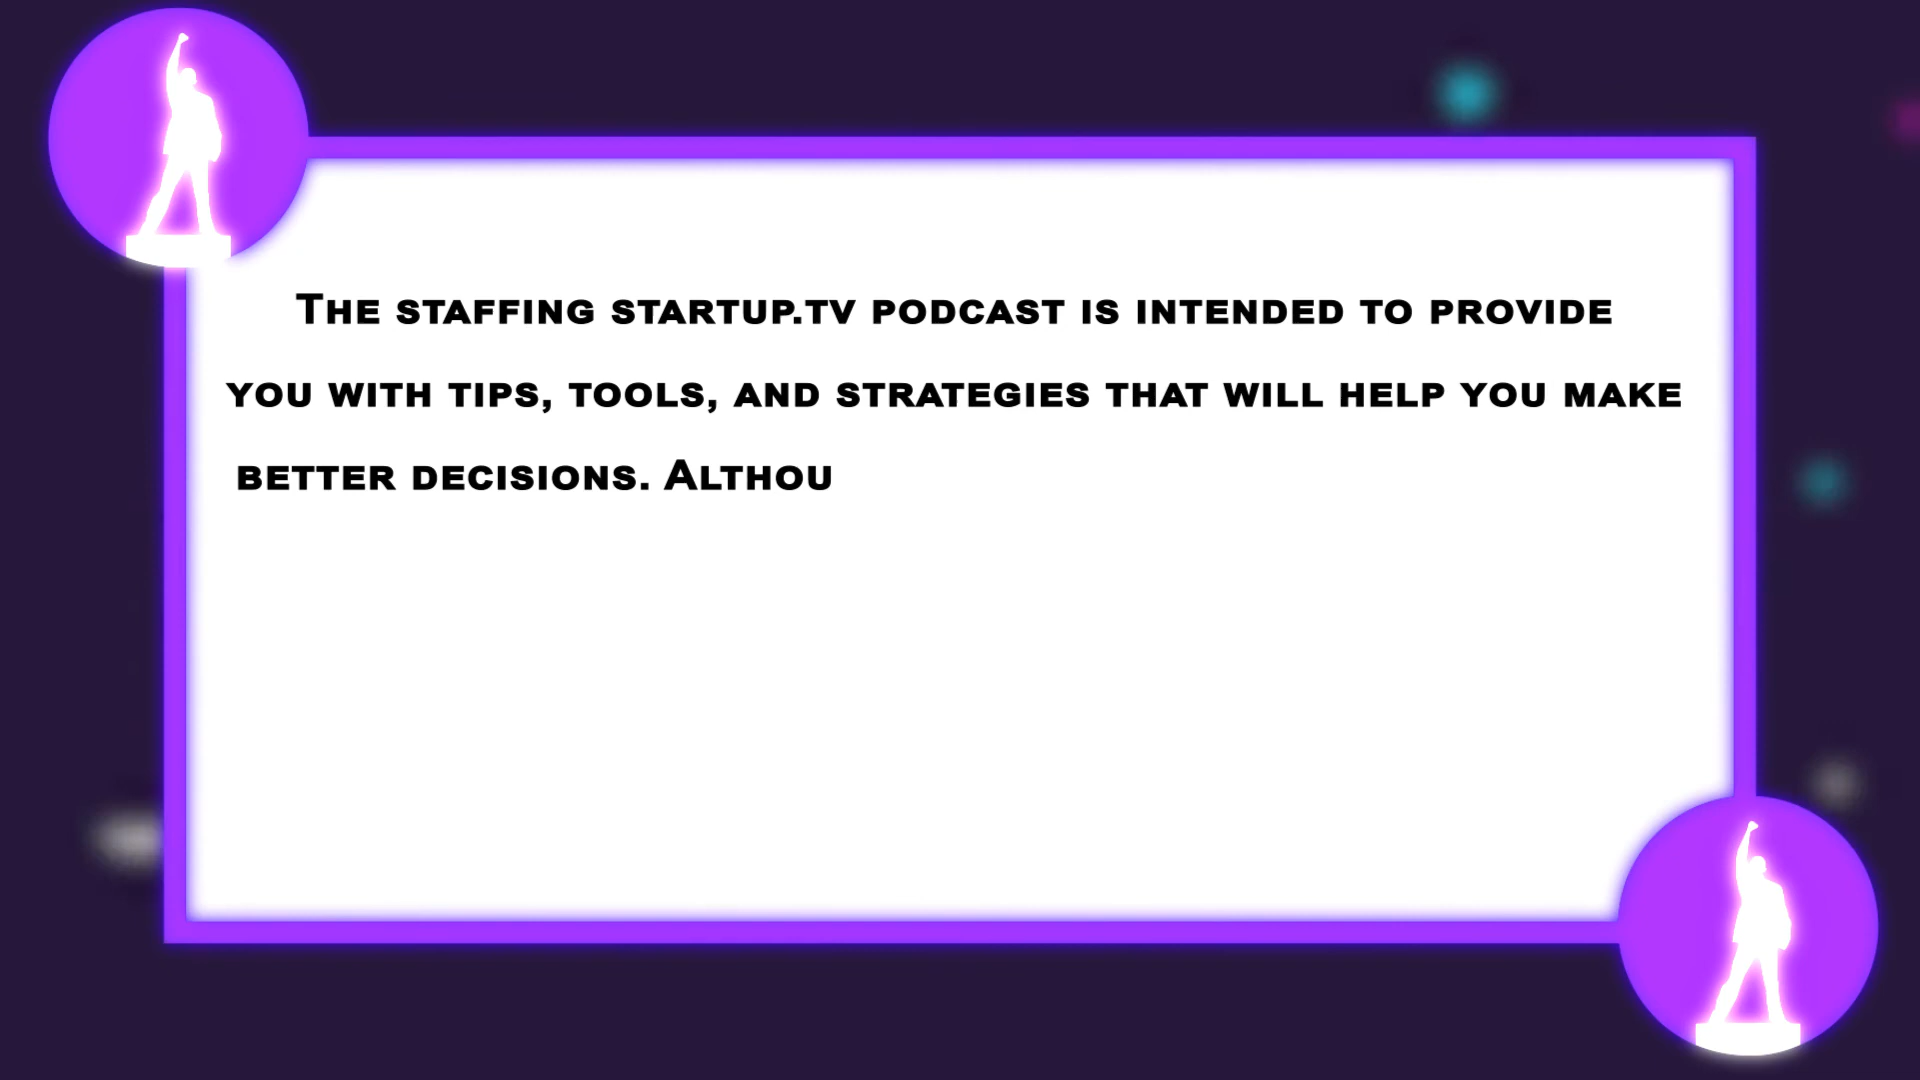 The staffing startup.tv podcast is intended to provide
you with tips, tools, and strategies that will help you make
better decisions. Althou